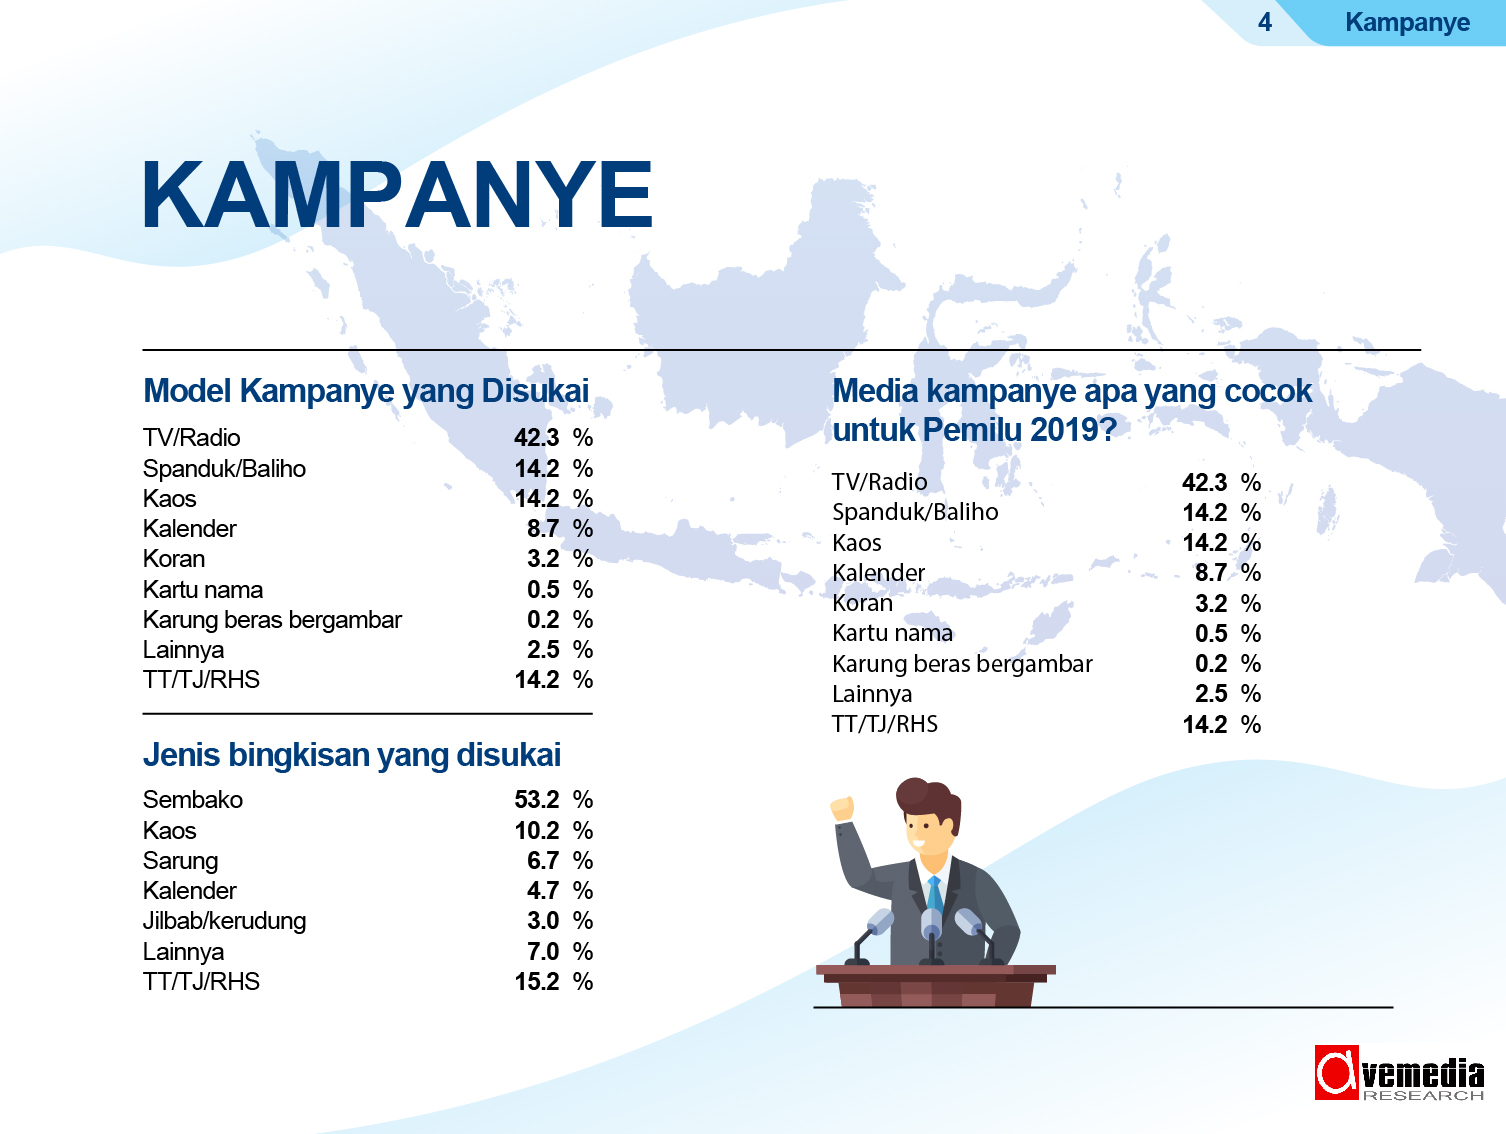 4 Kampanye
KAMPANYE
Model Kampanye yang Disukai
TV/Radio 42.3 %
Spanduk/Baliho 14.2 %
Kaos 14.2 %
Kalender 8.7 %
Koran 3.2 %
Kartu nama 0.5 %
Karung beras bergambar 0.2 %
Lainnya 2.5 %
TT/TJ/RHS 14.2 %
Jenis bingkisan yang disukai
Sembako 53.2 %
Kaos 10.2 %
Sarung 6.7 %
Kalender 4.7 %
Jilbab/kerudung 3.0 %
Lainnya 7.0 %
TT/TJ/RHS 15.2 %
Media kampanye apa yang cocok
untuk Pemilu 2019?
TV/Radio 42.3 %
Spanduk/Baliho 14.2 %
Kaos 14.2 %
Kalender 8.7 %
Koran 3.2 %
Kartu nama 0.5 %
Karung beras bergambar 0.2 %
Lainnya 2.5 %
TT/TJ/RHS 14.2 %
avemedia
RESEARCH